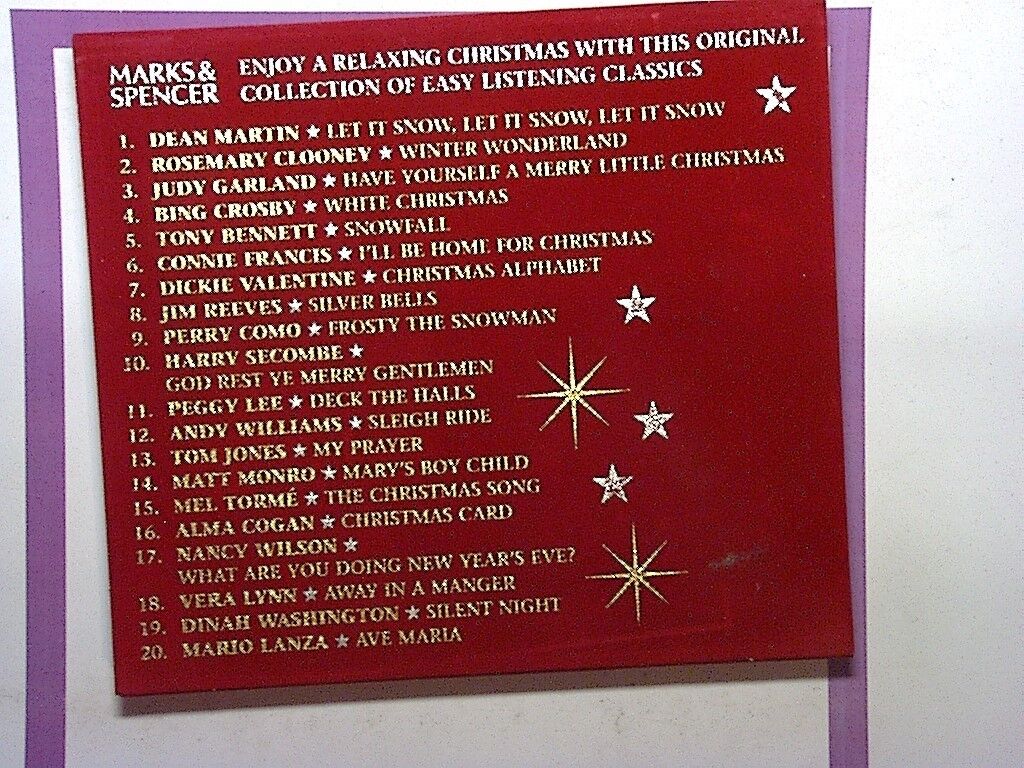 MARKS &
SPENCER
ENJOY A RELAXING CHRISTMAS WITH THIS ORIGINAL
COLLECTION OF EASY LISTENING CLASSICS
1. DEAN MARTIN ★ LET IT SNOW, LET IT SNOW, LET IT SNOW
2. ROSEMARY CLOONEY ★ WINTER WONDERLAND
3. JUDY GARLAND ★ HAVE YOURSELF A MERRY LITTLE CHRISTMAS
4. BING CROSBY ★ WHITE CHRISTMAS
5. TONY BENNETT ★ SNOWFALL
6. CONNIE FRANCIS ★ I'LL BE HOME FOR CHRISTMAS
7. DICKIE VALENTINE ★ CHRISTMAS ALPHABET
8. JIM REEVES ★ SILVER BELLS
9. PERRY COMO ★ FROSTY THE SNOWMAN
10. HARRY SECOMBE ★
GOD REST YE MERRY GENTLEMEN
11. PEGGY LEE ★ DECK THE HALLS
12. ANDY WILLIAMS ★ SLEIGH RIDE
13. TOM JONES ★ MY PRAYER
14. MATT MONRO ★ MARY'S BOY CHILD
15. MEL TORMÉ ★ THE CHRISTMAS SONG
16. ALMA COGAN ★ CHRISTMAS CARD
17. NANCY WILSON ★
WHAT ARE YOU DOING NEW YEAR'S EVE?
18. VERA LYNN ★ AWAY IN A MANGER
19. DINAH WASHINGTON ★ SILENT NIGHT
20. MARIO LANZA ★ AVE MARIA